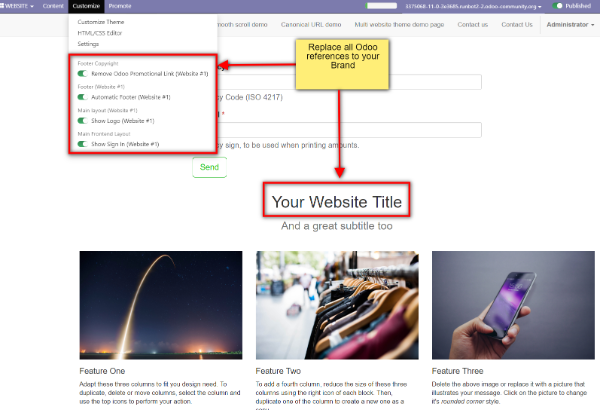 WEBSITE Content Customize Promote 3375068-11-0-3e3685.runbot2-2.odoo-community.org Published
Customize Theme
HTML/CSS Editor
Settings
ooth scroll demo Canonical URL demo Multi website theme demo page Contact us Contact Us Administrator
Footer Copyright
Remove Odoo Promotional Link (Website #1)
Footer (Website #1)
Automatic Footer (Website #1)
Main layout (Website #1)
Show Logo (Website #1)
Main Frontend Layout
Show Sign In (Website #1)
Replace all Odoo
references to your
Brand
y Code (ISO 4217)
*
y sign, to be used when printing amounts.
Send
Your Website Title
And a great subtitle too
Feature One
Adapt these three columns to fit you design need. To
duplicate, delete or move columns, select the column and
use the top icons to perform your action.
Feature Two
To add a fourth column, reduce the size of these three
columns using the right icon of each block. Then,
duplicate one of the column to create a new one as a
copy.
Feature Three
Delete the above image or replace it with a picture that
illustrates your message. Click on the picture to change
it's rounded corner style.